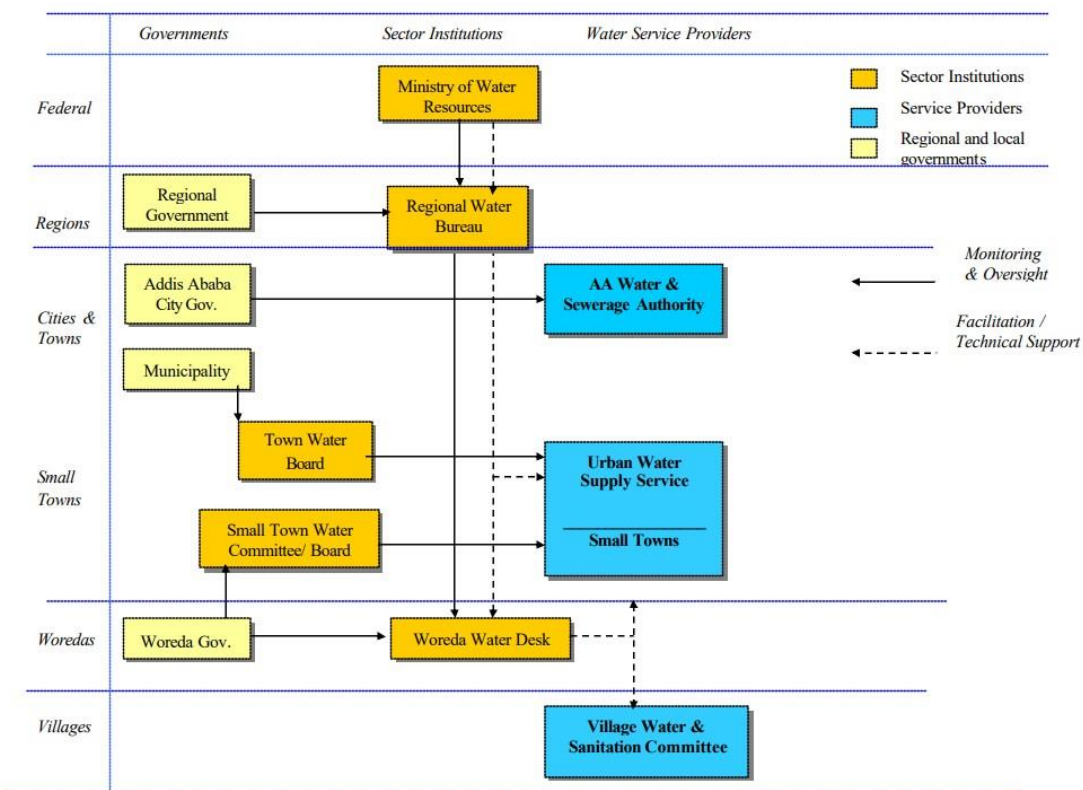 Governments
Sector Institutions
Water Service Providers
Federal
Ministry of Water
Resources
Sector Institutions
Service Providers
Regional and local
governments
Regions
Regional
Government
Regional Water
Bureau
Cities &
Towns
Addis Ababa
City Gov.
AA Water &
Sewerage Authority
Monitoring
& Oversight
Facilitation /
Technical Support
Municipality
Small
Towns
Town Water
Board
Urban Water
Supply Service
Small Towns
Small Town Water
Committee/ Board
Woredas
Woreda Gov.
Woreda Water Desk
Villages
Village Water &
Sanitation Committee